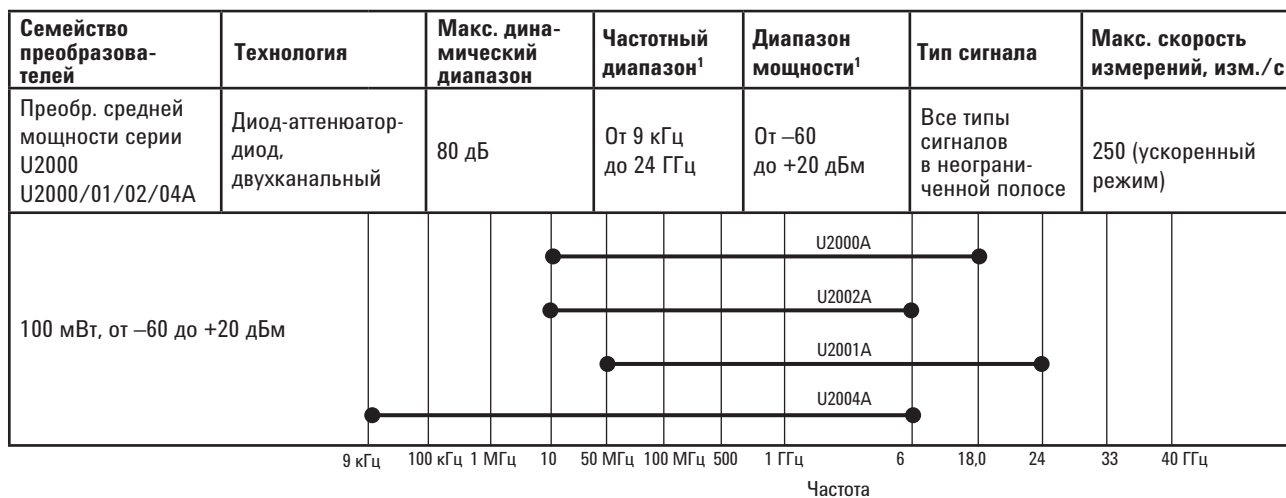 Семейство
преобразова-
телей
Технология
Макс. дина-
мический
диапазон
Частотный
диапазон¹
Диапазон
мощности¹
Тип сигнала
Макс. скорость
измерений, изм./с
Преобр. средней
мощности серии
U2000
U2000/01/02/04A
Диод-аттенюатор-
диод,
двухканальный
80 дБ
От 9 кГц
до 24 ГГц
От –60
до +20 дБм
Все типы
сигналов
в неограни-
ченной полосе
250 (ускоренный
режим)
100 мВт, от –60 до +20 дБм
U2000A
U2002A
U2001A
U2004A
9 кГц 100 кГц 1 МГц 10 50 МГц 100 МГц 500 1 ГГц 6 18,0 24 33 40 ГГц
Частота